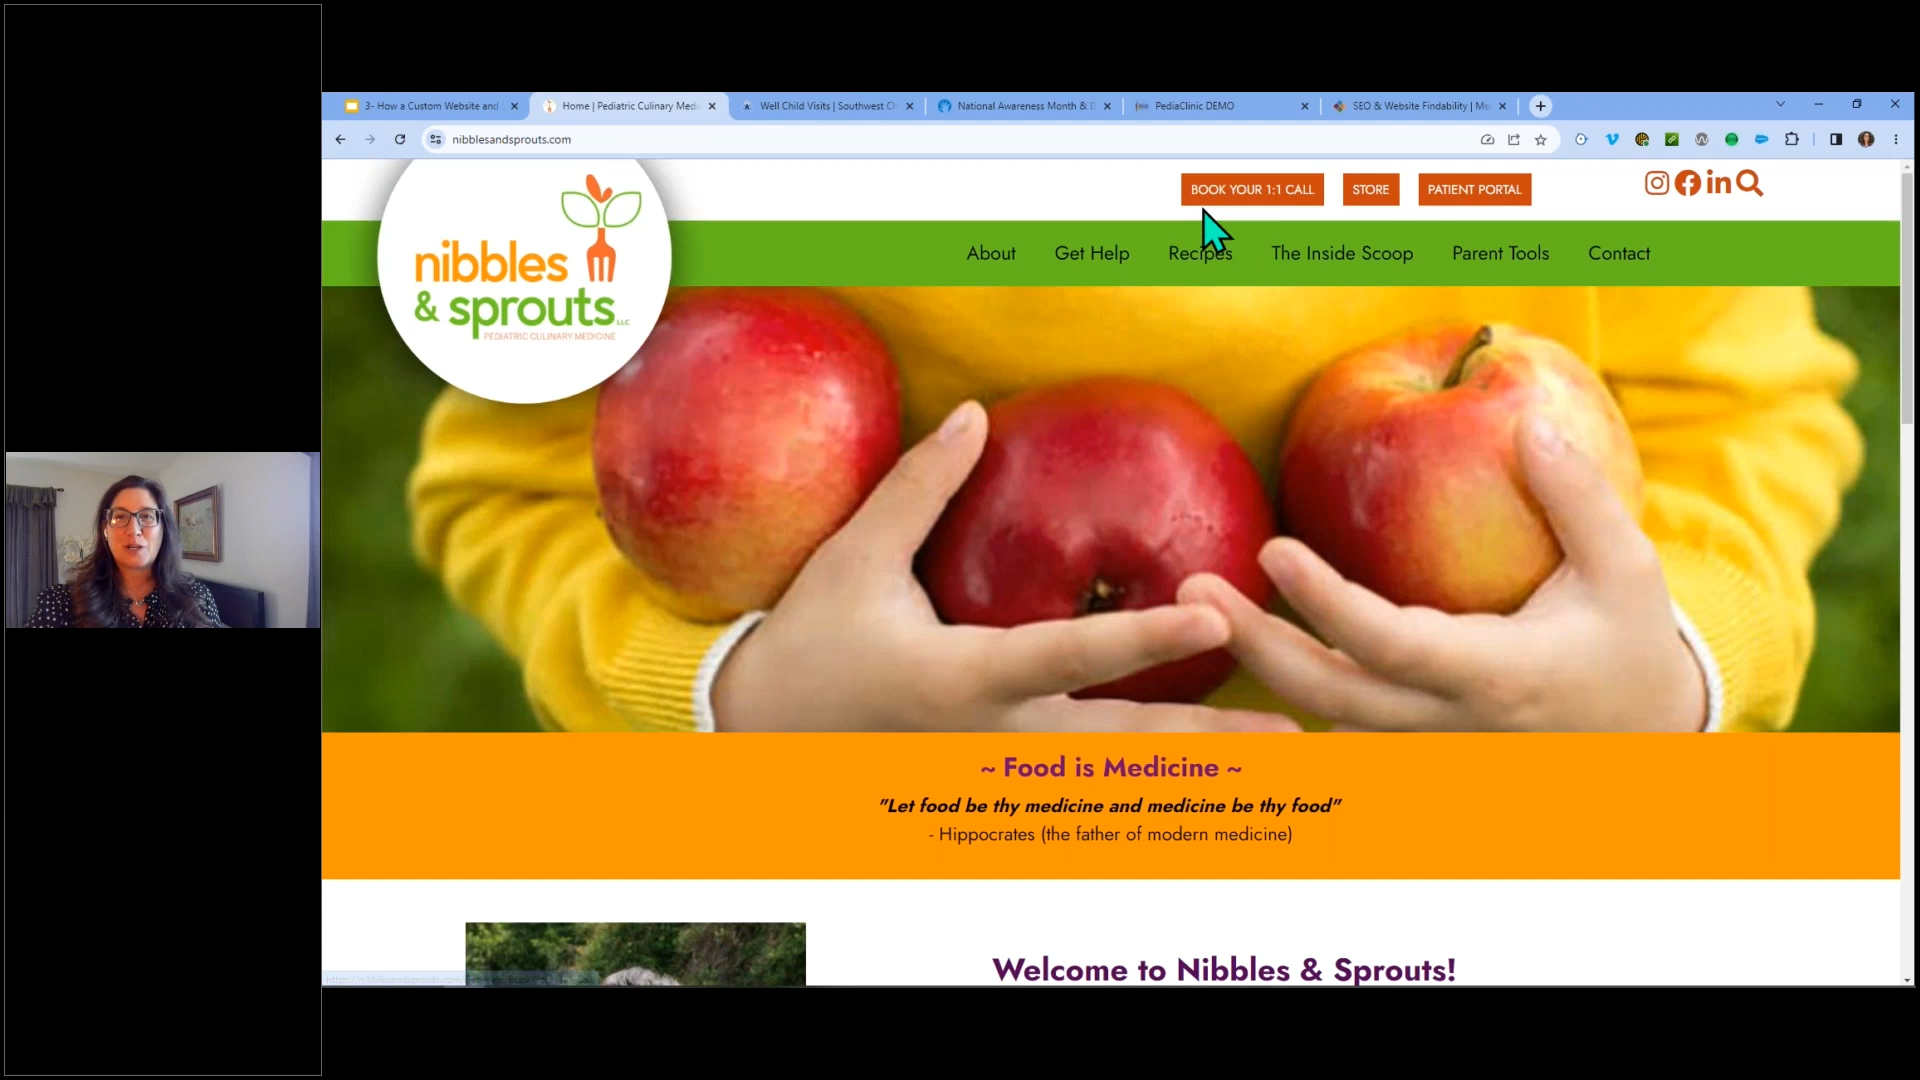 3- How a Custom Website and
Home | Pediatric Culinary Medi
Well Child Visits | Southwest C
National Awareness Month & D
PediaClinic DEMO
SEO & Website Findability | Me
nibblesandsprouts.com
BOOK YOUR 1:1 CALL
STORE
PATIENT PORTAL
nibbles
& sprouts LLC
PEDIATRIC CULINARY MEDICINE
About
Get Help
Recipes
The Inside Scoop
Parent Tools
Contact
~ Food is Medicine ~
"Let food be thy medicine and medicine be thy food"
- Hippocrates (the father of modern medicine)
Welcome to Nibbles & Sprouts!